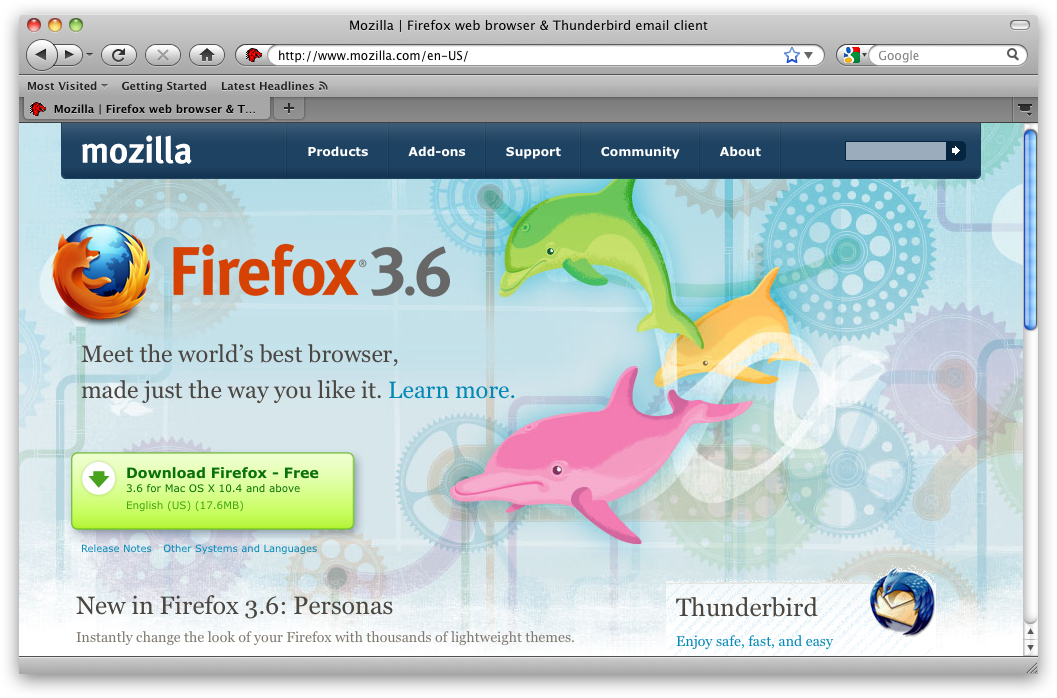 Mozilla | Firefox web browser & Thunderbird email client
http://www.mozilla.com/en-US/
Google
Most Visited Getting Started Latest Headlines
Mozilla | Firefox web browser & T...
mozilla Products Add-ons Support Community About
Firefox® 3.6
Meet the world’s best browser,
made just the way you like it. Learn more.
Download Firefox - Free
3.6 for Mac OS X 10.4 and above
English (US) (17.6MB)
Release Notes Other Systems and Languages
New in Firefox 3.6: Personas
Instantly change the look of your Firefox with thousands of lightweight themes.
Thunderbird
Enjoy safe, fast, and easy